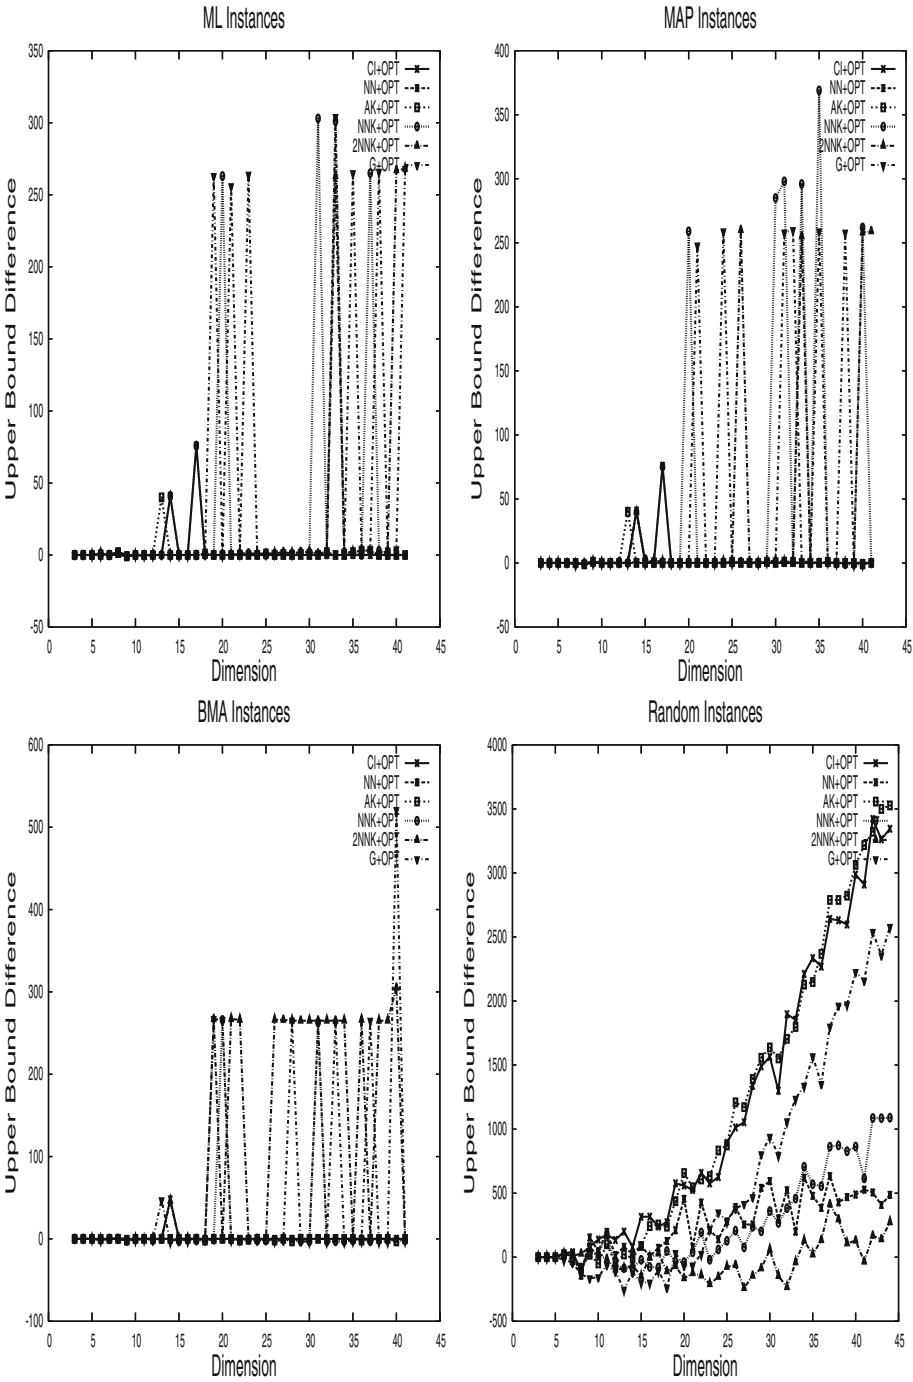 ML Instances
350
300
250
200
150
100
50
0
-50
Upper Bound Difference
CI+OPT
NN+OPT
AK+OPT
NNK+OPT
2NNK+OPT
G+OPT
0 5 10 15 20 25 30 35 40 45
Dimension
MAP Instances
400
350
300
250
200
150
100
50
0
-50
Upper Bound Difference
CI+OPT
NN+OPT
AK+OPT
NNK+OPT
2NNK+OPT
G+OPT
0 5 10 15 20 25 30 35 40 45
Dimension
BMA Instances
600
500
400
300
200
100
0
-100
Upper Bound Difference
CI+OPT
NN+OPT
AK+OPT
NNK+OPT
2NNK+OPT
G+OPT
0 5 10 15 20 25 30 35 40 45
Dimension
Random Instances
4000
3500
3000
2500
2000
1500
1000
500
0
-500
Upper Bound Difference
CI+OPT
NN+OPT
AK+OPT
NNK+OPT
2NNK+OPT
G+OPT
0 5 10 15 20 25 30 35 40 45
Dimension